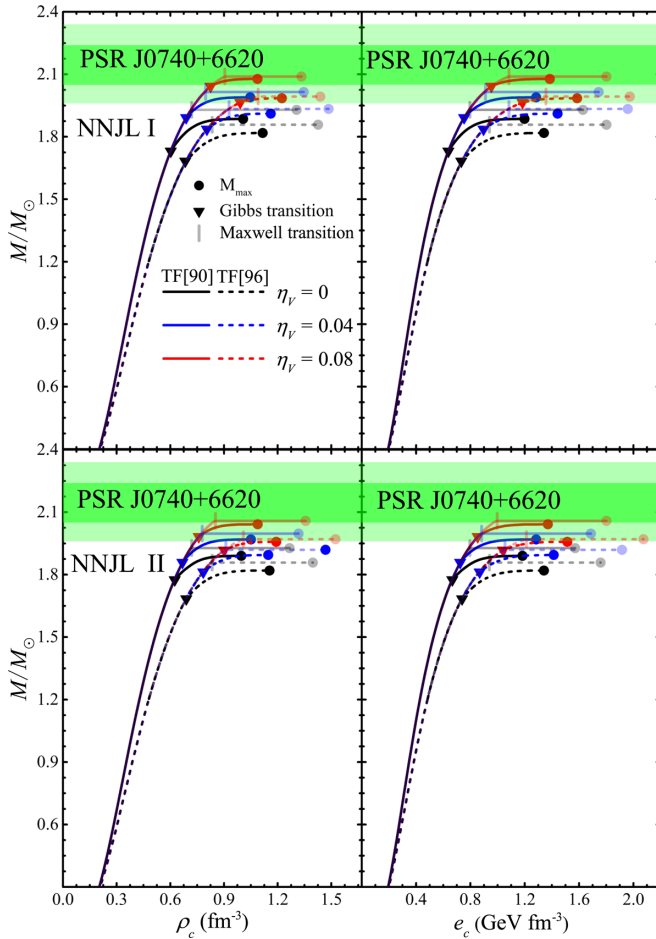 2.4
2.1
1.8
1.5
1.2
0.9
0.6
2.4
M/M⊙
PSR J0740+6620
NNJL I
M_max
Gibbs transition
Maxwell transition
TF[90] TF[96]
η_V = 0
η_V = 0.04
η_V = 0.08
PSR J0740+6620
2.1
1.8
1.5
1.2
0.9
0.6
M/M⊙
PSR J0740+6620
NNJL II
PSR J0740+6620
0.0 0.3 0.6 0.9 1.2 1.5
0.4 0.8 1.2 1.6 2.0
ρ_c (fm⁻³)
e_c (GeV fm⁻³)